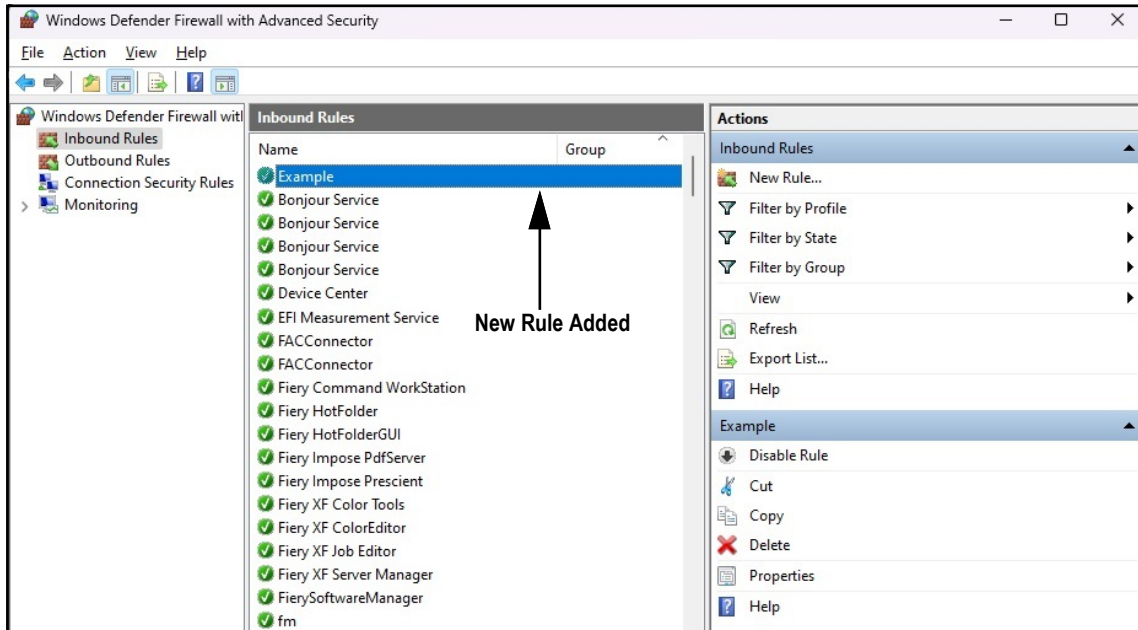 Windows Defender Firewall with Advanced Security
File Action View Help
Windows Defender Firewall witl
Inbound Rules
Outbound Rules
Connection Security Rules
Monitoring
Inbound Rules
Name Group
Example
Bonjour Service
Bonjour Service
Bonjour Service
Bonjour Service
Device Center
EFI Measurement Service
FACConnector
FACConnector
Fiery Command WorkStation
Fiery HotFolder
Fiery HotFolderGUI
Fiery Impose PdfServer
Fiery Impose Prescient
Fiery XF Color Tools
Fiery XF ColorEditor
Fiery XF Job Editor
Fiery XF Server Manager
FierySoftwareManager
fm
New Rule Added
Actions
Inbound Rules
New Rule...
Filter by Profile
Filter by State
Filter by Group
View
Refresh
Export List...
Help
Example
Disable Rule
Cut
Copy
Delete
Properties
Help